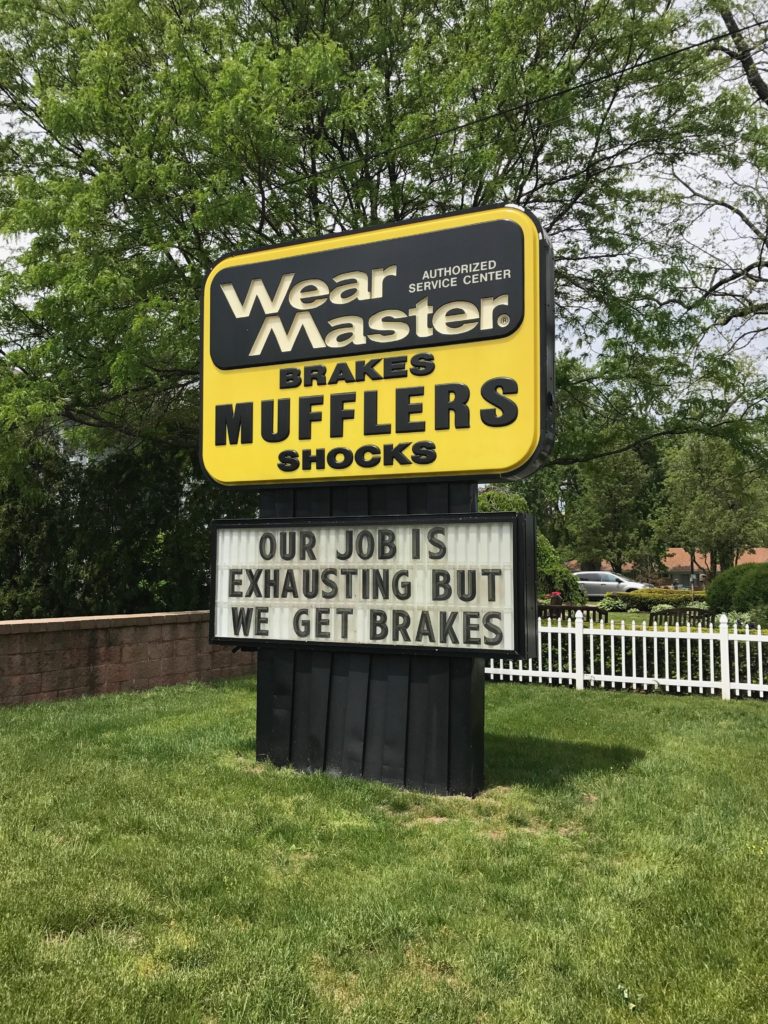 Wear
Master®
AUTHORIZED
SERVICE CENTER
BRAKES
MUFFLERS
SHOCKS
OUR JOB IS
EXHAUSTING BUT
WE GET BRAKES